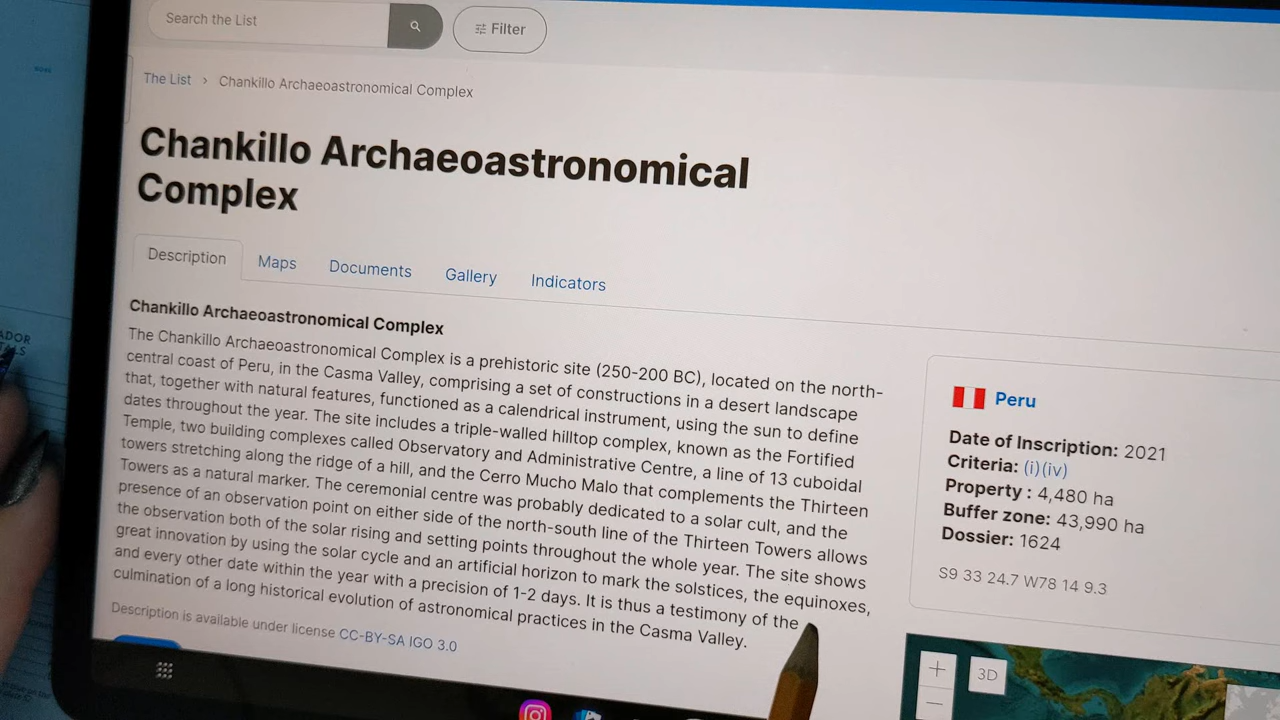 Search the List
Filter
The List > Chankillo Archaeoastronomical Complex
Chankillo Archaeoastronomical
Complex
Description
Maps
Documents
Gallery
Indicators
Chankillo Archaeoastronomical Complex
The Chankillo Archaeoastronomical Complex is a prehistoric site (250-200 BC), located on the north-
central coast of Peru, in the Casma Valley, comprising a set of constructions in a desert landscape
that, together with natural features, functioned as a calendrical instrument, using the sun to define
dates throughout the year. The site includes a triple-walled hilltop complex, known as the Fortified
Temple, two building complexes called Observatory and Administrative Centre, a line of 13 cuboidal
towers stretching along the ridge of a hill, and the Cerro Mucho Malo that complements the Thirteen
Towers as a natural marker. The ceremonial centre was probably dedicated to a solar cult, and the
presence of an observation point on either side of the north-south line of the Thirteen Towers allows
the observation both of the solar rising and setting points throughout the whole year. The site shows
great innovation by using the solar cycle and an artificial horizon to mark the solstices, the equinoxes,
and every other date within the year with a precision of 1-2 days. It is thus a testimony of the
culmination of a long historical evolution of astronomical practices in the Casma Valley.
Description is available under license CC-BY-SA IGO 3.0
Peru
Date of Inscription: 2021
Criteria: (i)(iv)
Property : 4,480 ha
Buffer zone: 43,990 ha
Dossier: 1624
S9 33 24.7 W78 14 9.3
+
3D
−